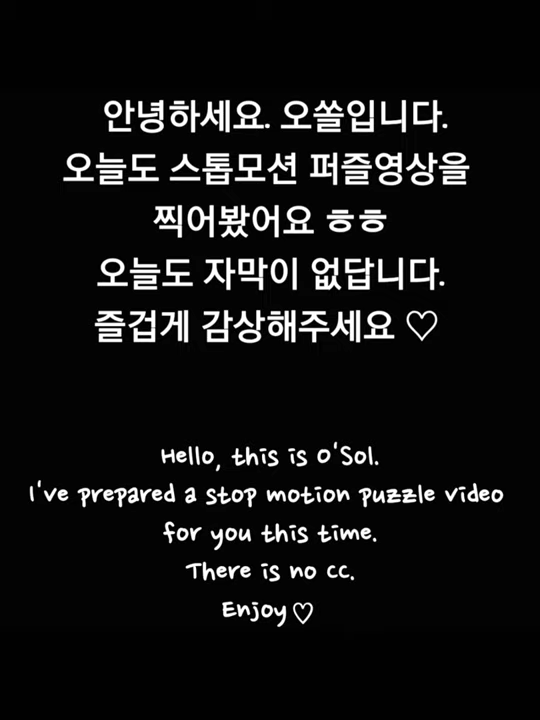 안녕하세요. 오쏠입니다.
오늘도 스톱모션 퍼즐영상을
찍어봤어요 ㅎㅎ
오늘도 자막이 없답니다.
즐겁게 감상해주세요 ♡
Hello, this is O'Sol.
I've prepared a stop motion puzzle video
for you this time.
There is no cc.
Enjoy♡